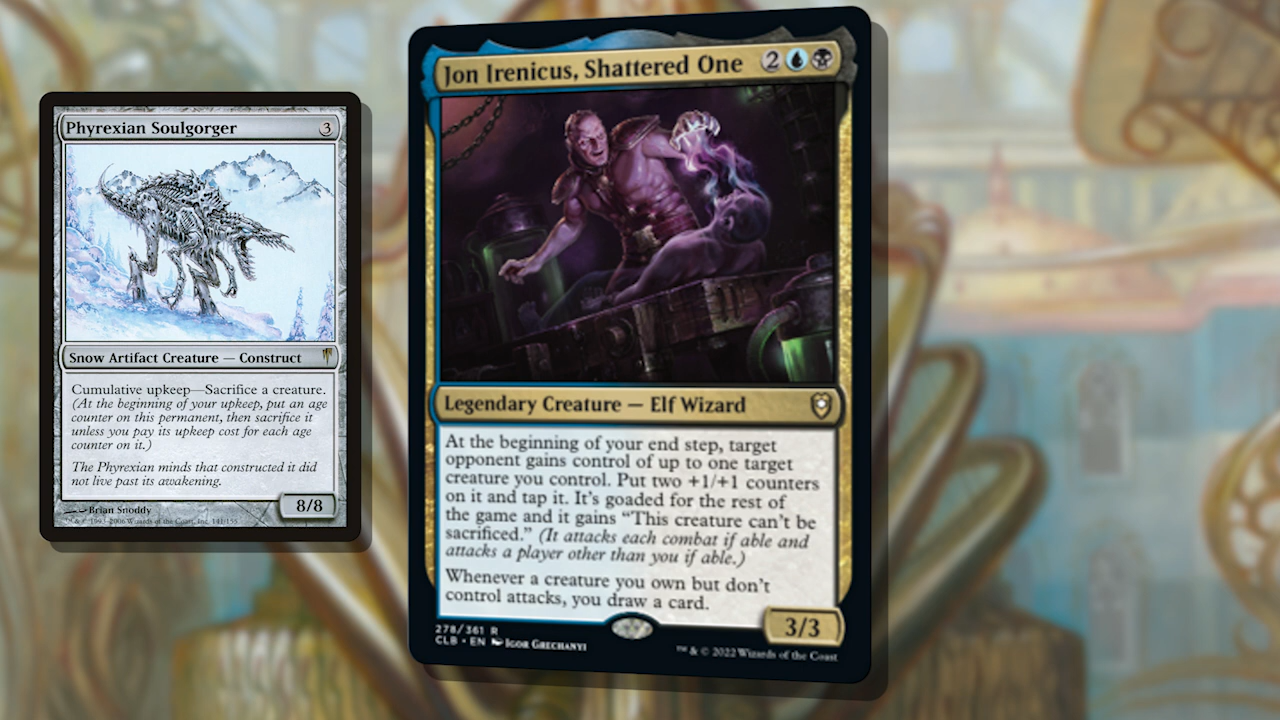 Phyrexian Soulgorger 3
Snow Artifact Creature — Construct
Cumulative upkeep—Sacrifice a creature.
(At the beginning of your upkeep, put an
age counter on this permanent, then sacrifice it
unless you pay its upkeep cost for each age
counter on it.)
The Phyrexian minds that constructed it did
not live past its awakening.
Brian Snoddy
8/8
Jon Irenicus, Shattered One 2
Legendary Creature — Elf Wizard
At the beginning of your end step, target
opponent gains control of up to one target
creature you control. Put two +1/+1 counters
on it and tap it. It's goaded for the rest of
the game and it gains “This creature can't be
sacrificed.” (It attacks each combat if able and
attacks a player other than you if able.)
Whenever a creature you own but don't
control attacks, you draw a card.
3/3
278/361 R
CLB • EN Igor Grechanyi
™ & © 2022 Wizards of the Coast